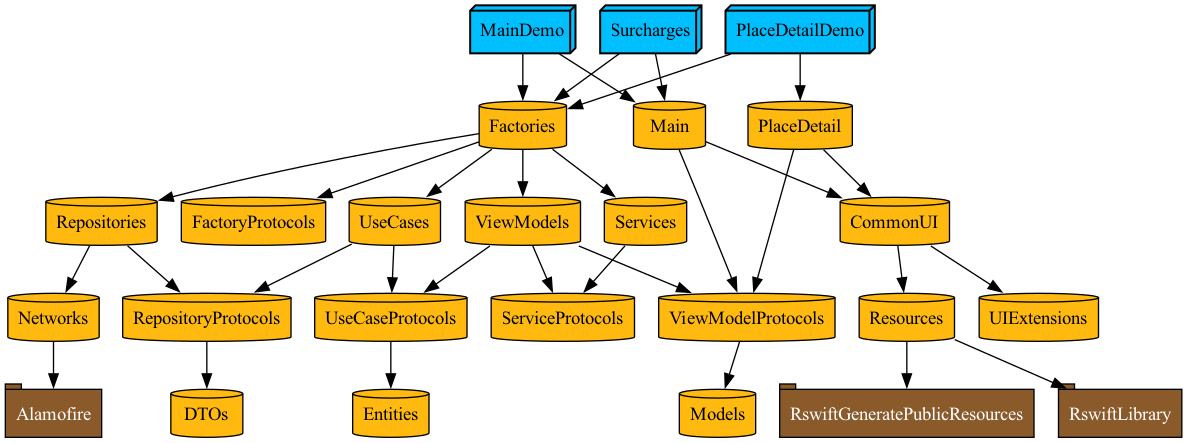 MainDemo
Surcharges
PlaceDetailDemo
Factories
Main
PlaceDetail
Repositories
FactoryProtocols
UseCases
ViewModels
Services
CommonUI
Networks
RepositoryProtocols
UseCaseProtocols
ServiceProtocols
ViewModelProtocols
Resources
UIExtensions
Alamofire
DTOs
Entities
Models
RswiftGeneratePublicResources
RswiftLibrary